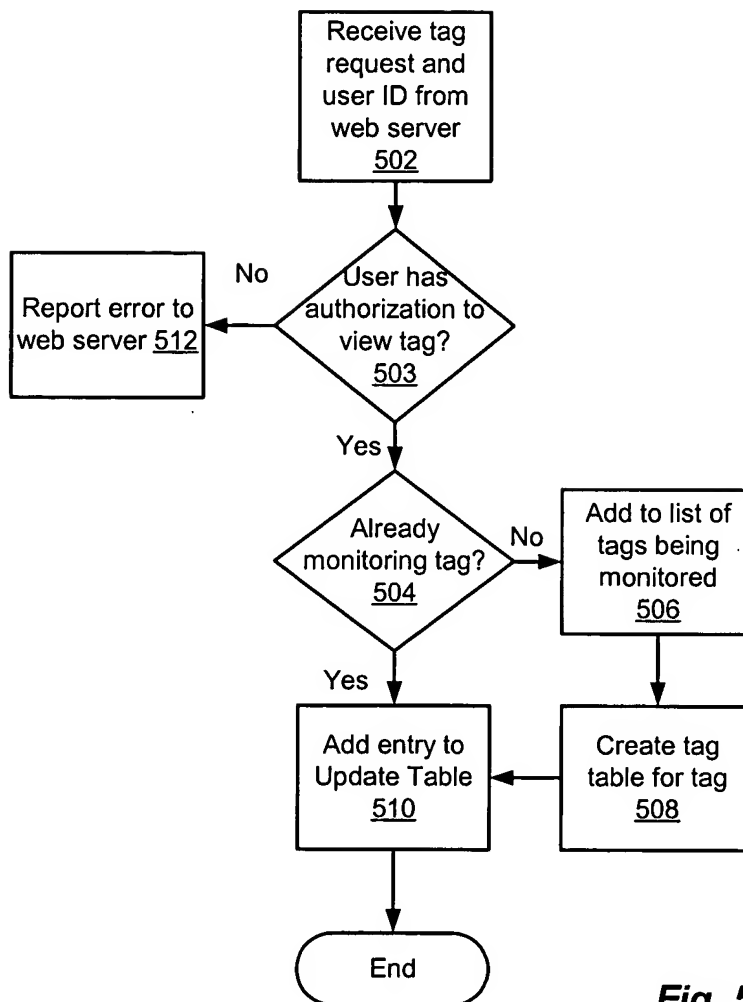 Receive tag
request and
user ID from
web server
502
No
User has
authorization to
view tag?
503
Report error to
web server 512
Yes
Already
monitoring tag?
504
No
Add to list of
tags being
monitored
506
Yes
Add entry to
Update Table
510
Create tag
table for tag
508
End
Fig.